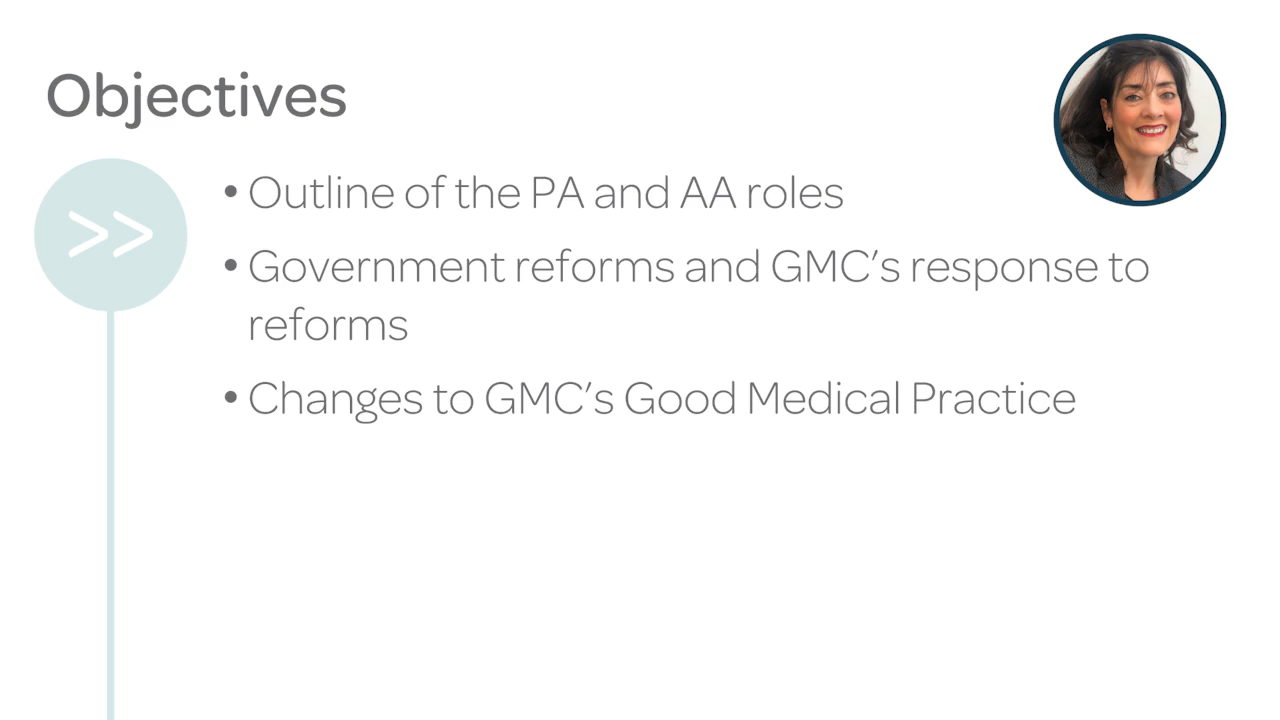 Objectives
>>
• Outline of the PA and AA roles
• Government reforms and GMC’s response to
reforms
• Changes to GMC’s Good Medical Practice